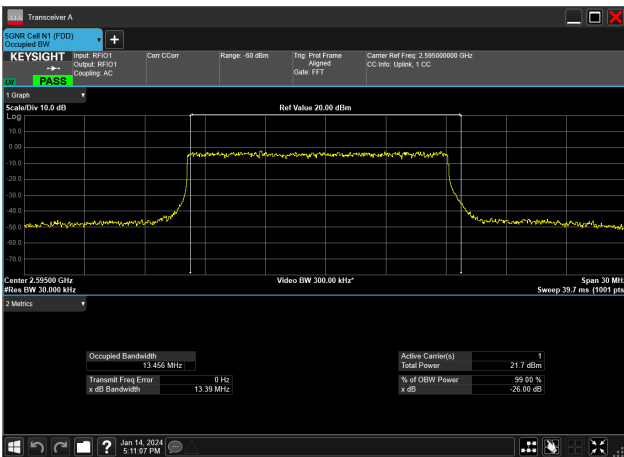 Transceiver A
5GNR Cell N1 (FDD)
Occupied BW
KEYSIGHT
LXI
PASS
Input: RFIO1
Output: RFIO1
Coupling: AC
Corr CCorr
Range: -60 dBm
Trig: Prot Frame
Aligned
Gate: FFT
Carrier Ref Freq: 2.595000000 GHz
CC Info: Uplink, 1 CC
1 Graph
Scale/Div 10.0 dB
Ref Value 20.00 dBm
Log
10.0
0.00
-10.0
-20.0
-30.0
-40.0
-50.0
-60.0
-70.0
Center 2.59500 GHz
Video BW 300.00 kHz*
Span 30 MHz
#Res BW 30.000 kHz
Sweep 39.7 ms (1001 pts
2 Metrics
Occupied Bandwidth
13.456 MHz
Active Carrier(s) 1
Total Power 21.7 dBm
Transmit Freq Error 0 Hz
x dB Bandwidth 13.39 MHz
% of OBW Power 99.00 %
x dB -26.00 dB
Jan 14, 2024
5:11:07 PM